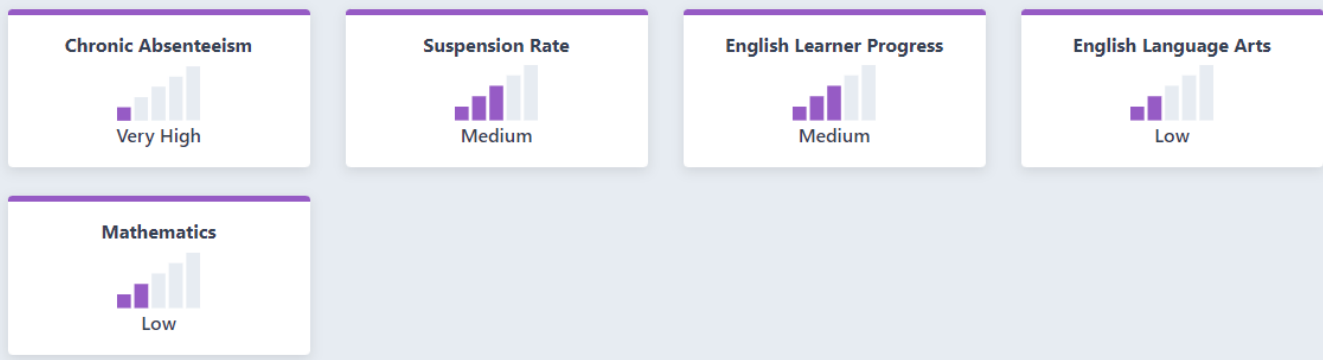 Chronic Absenteeism
Very High
Suspension Rate
Medium
English Learner Progress
Medium
English Language Arts
Low
Mathematics
Low